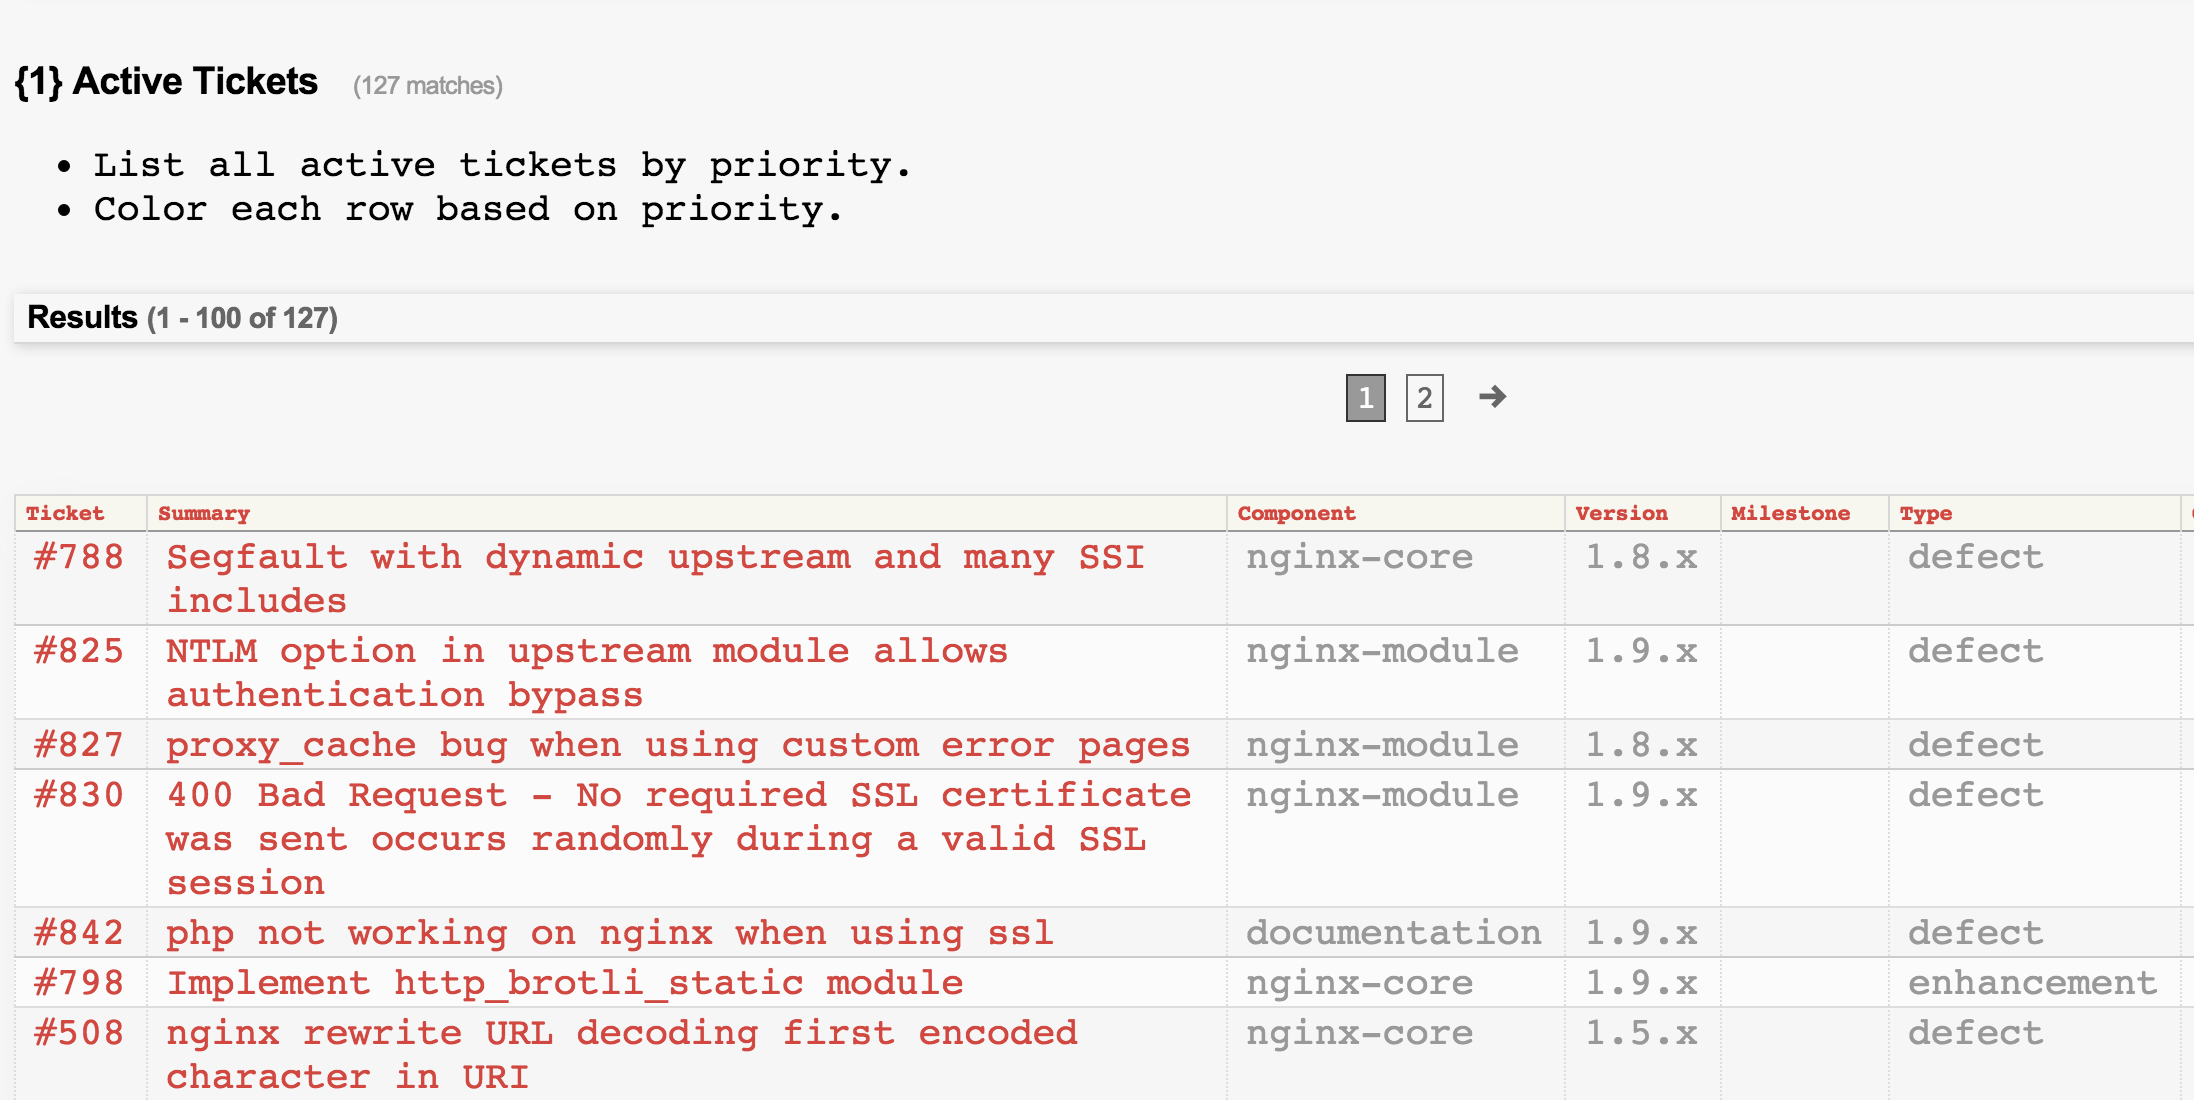 {1} Active Tickets (127 matches)
• List all active tickets by priority.
• Color each row based on priority.
Results (1 - 100 of 127)
1 2 →
Ticket Summary Component Version Milestone Type
#788 Segfault with dynamic upstream and many SSI nginx-core 1.8.x defect
includes
#825 NTLM option in upstream module allows nginx-module 1.9.x defect
authentication bypass
#827 proxy_cache bug when using custom error pages nginx-module 1.8.x defect
#830 400 Bad Request - No required SSL certificate nginx-module 1.9.x defect
was sent occurs randomly during a valid SSL
session
#842 php not working on nginx when using ssl documentation 1.9.x defect
#798 Implement http_brotli_static module nginx-core 1.9.x enhancement
#508 nginx rewrite URL decoding first encoded nginx-core 1.5.x defect
character in URI